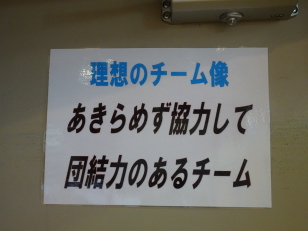 理想のチーム像
あきらめず協力して
団結力のあるチーム